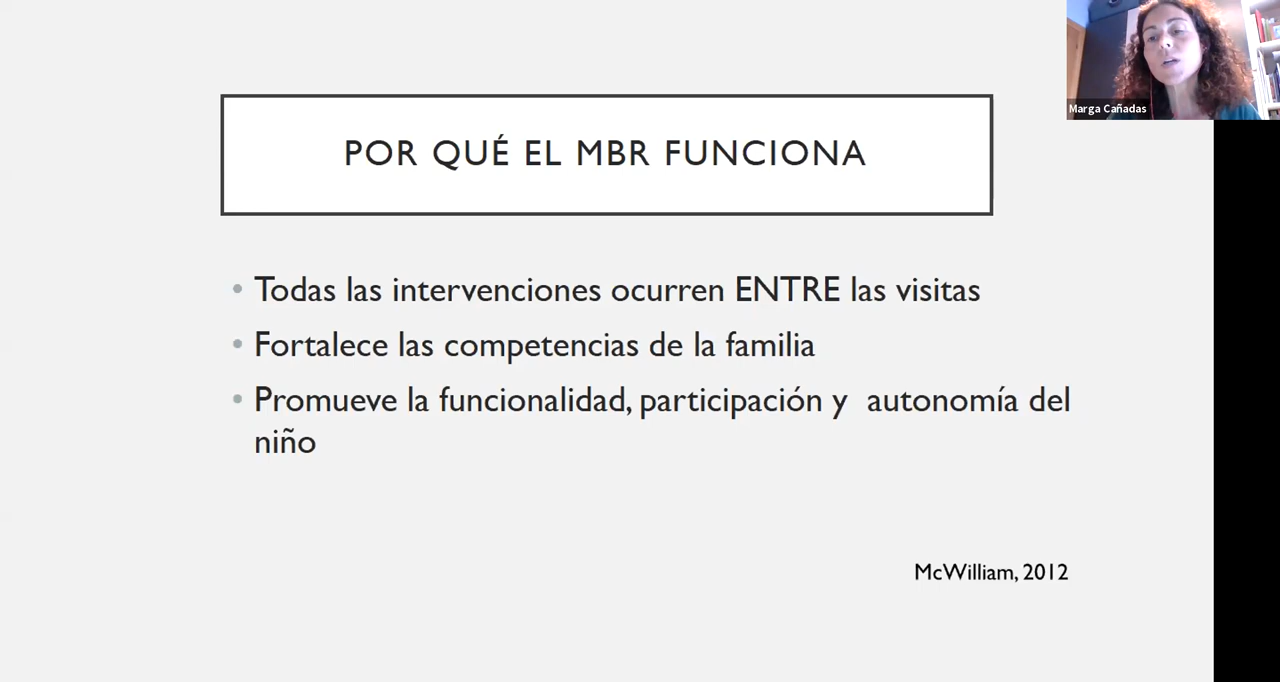 Marga Cañadas
POR QUÉ EL MBR FUNCIONA
• Todas las intervenciones ocurren ENTRE las visitas
• Fortalece las competencias de la familia
• Promueve la funcionalidad, participación y autonomía del
niño
McWilliam, 2012